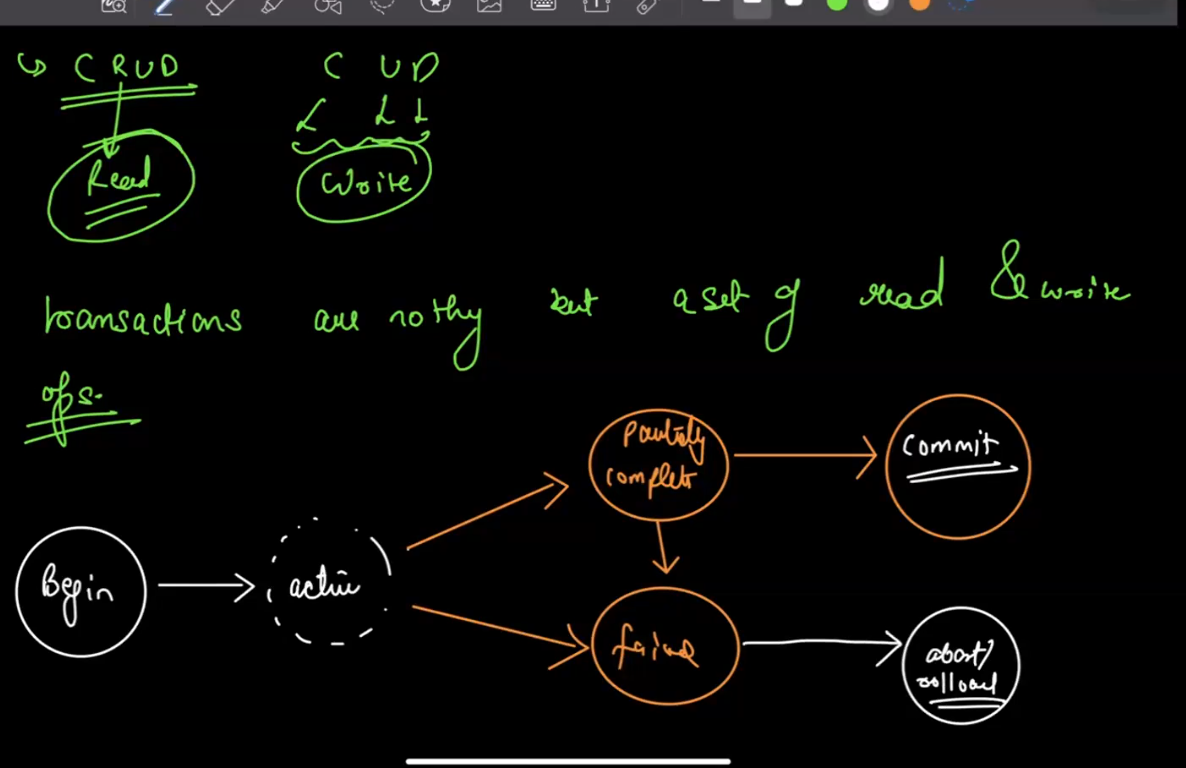 ↳ CRUD
C UD
Read
Write
transactions are nothy but a set of read & write
ops.
Partialy
complete
Commit
Begin
active
failed
abort/
rollback